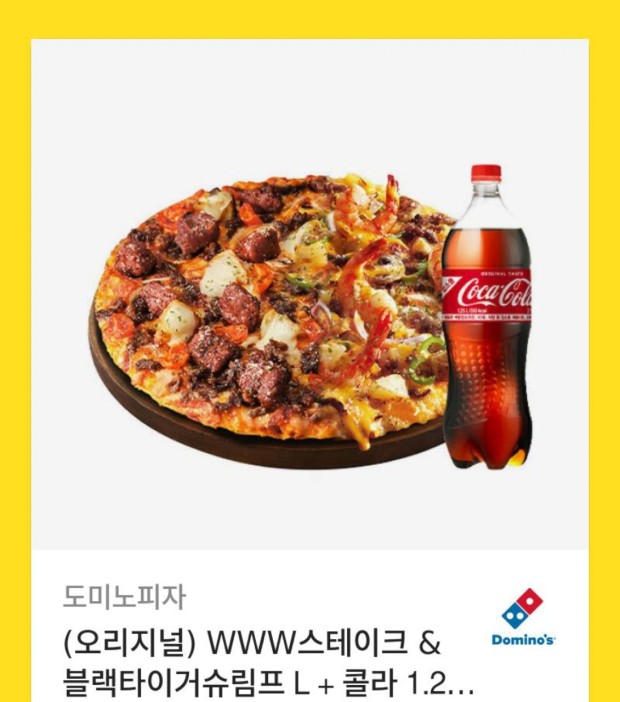 ORIGINAL TASTE
Coca-Cola
도미노피자
Domino's
(오리지널) WWW스테이크 &
블랙타이거슈림프 L + 콜라 1.2...